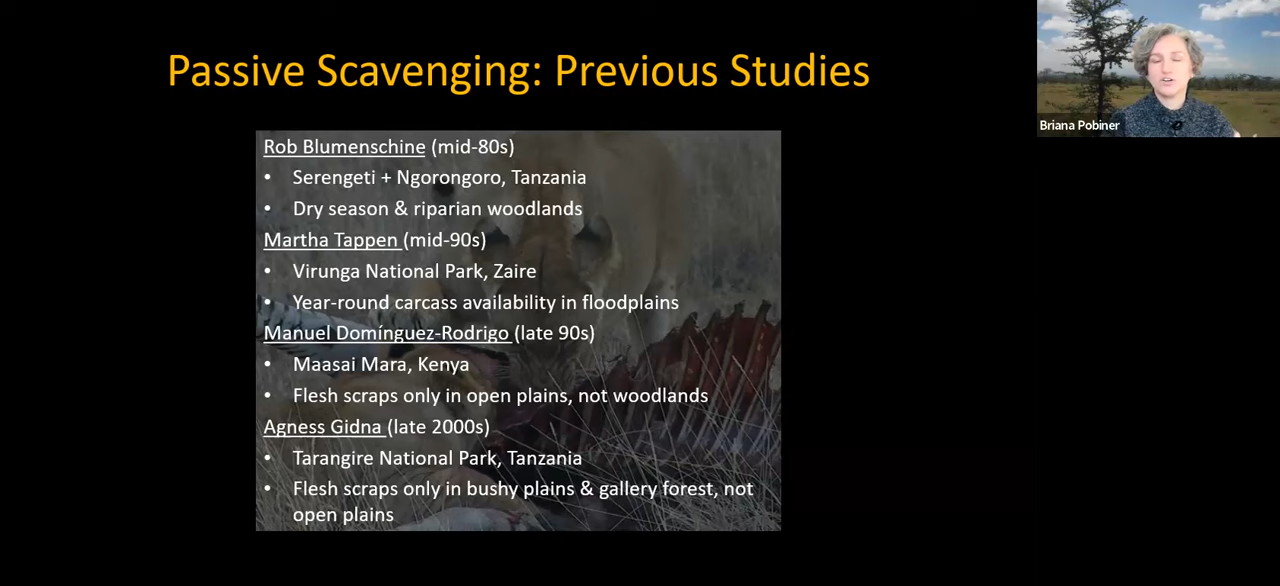 Passive Scavenging: Previous Studies
Briana Pobiner
Rob Blumenschine (mid-80s)
• Serengeti + Ngorongoro, Tanzania
• Dry season & riparian woodlands
Martha Tappen (mid-90s)
• Virunga National Park, Zaire
• Year-round carcass availability in floodplains
Manuel Domínguez-Rodrigo (late 90s)
• Maasai Mara, Kenya
• Flesh scraps only in open plains, not woodlands
Agness Gidna (late 2000s)
• Tarangire National Park, Tanzania
• Flesh scraps only in bushy plains & gallery forest, not
open plains